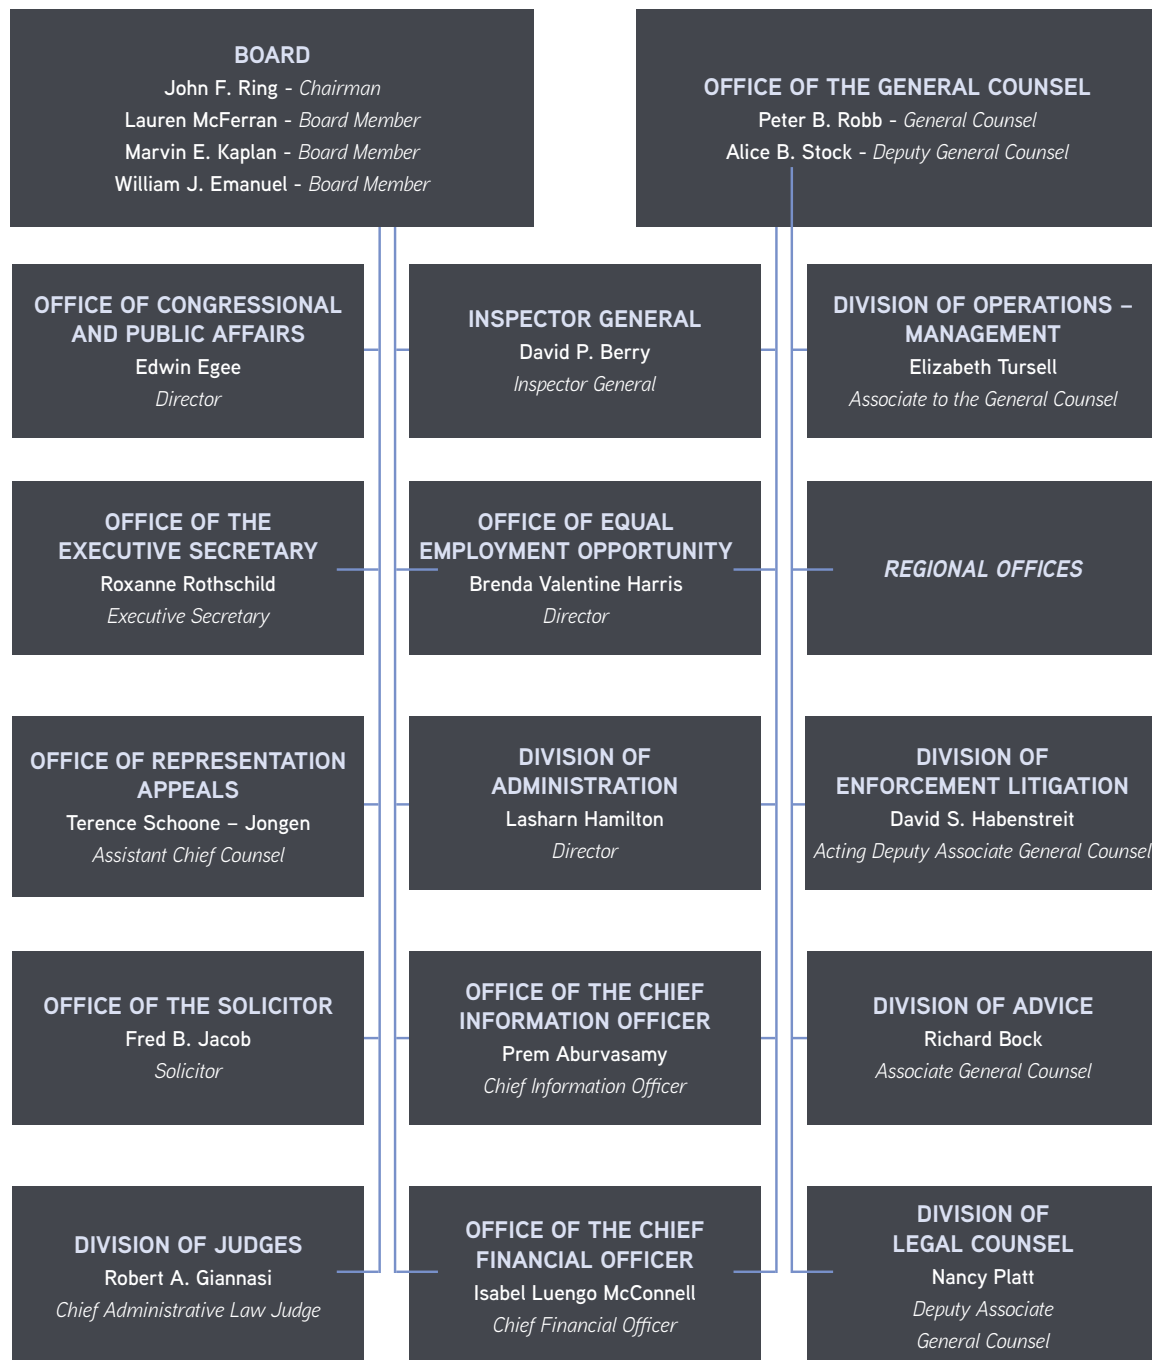 BOARD
John F. Ring - Chairman
Lauren McFerran - Board Member
Marvin E. Kaplan - Board Member
William J. Emanuel - Board Member
OFFICE OF THE GENERAL COUNSEL
Peter B. Robb - General Counsel
Alice B. Stock - Deputy General Counsel
OFFICE OF CONGRESSIONAL
AND PUBLIC AFFAIRS
Edwin Egee
Director
INSPECTOR GENERAL
David P. Berry
Inspector General
DIVISION OF OPERATIONS –
MANAGEMENT
Elizabeth Tursell
Associate to the General Counsel
OFFICE OF THE
EXECUTIVE SECRETARY
Roxanne Rothschild
Executive Secretary
OFFICE OF EQUAL
EMPLOYMENT OPPORTUNITY
Brenda Valentine Harris
Director
REGIONAL OFFICES
OFFICE OF REPRESENTATION
APPEALS
Terence Schoone – Jongen
Assistant Chief Counsel
DIVISION OF
ADMINISTRATION
Lasharn Hamilton
Director
DIVISION OF
ENFORCEMENT LITIGATION
David S. Habenstreit
Acting Deputy Associate General Counsel
OFFICE OF THE SOLICITOR
Fred B. Jacob
Solicitor
OFFICE OF THE CHIEF
INFORMATION OFFICER
Prem Aburvasamy
Chief Information Officer
DIVISION OF ADVICE
Richard Bock
Associate General Counsel
DIVISION OF JUDGES
Robert A. Giannasi
Chief Administrative Law Judge
OFFICE OF THE CHIEF
FINANCIAL OFFICER
Isabel Luengo McConnell
Chief Financial Officer
DIVISION OF
LEGAL COUNSEL
Nancy Platt
Deputy Associate
General Counsel